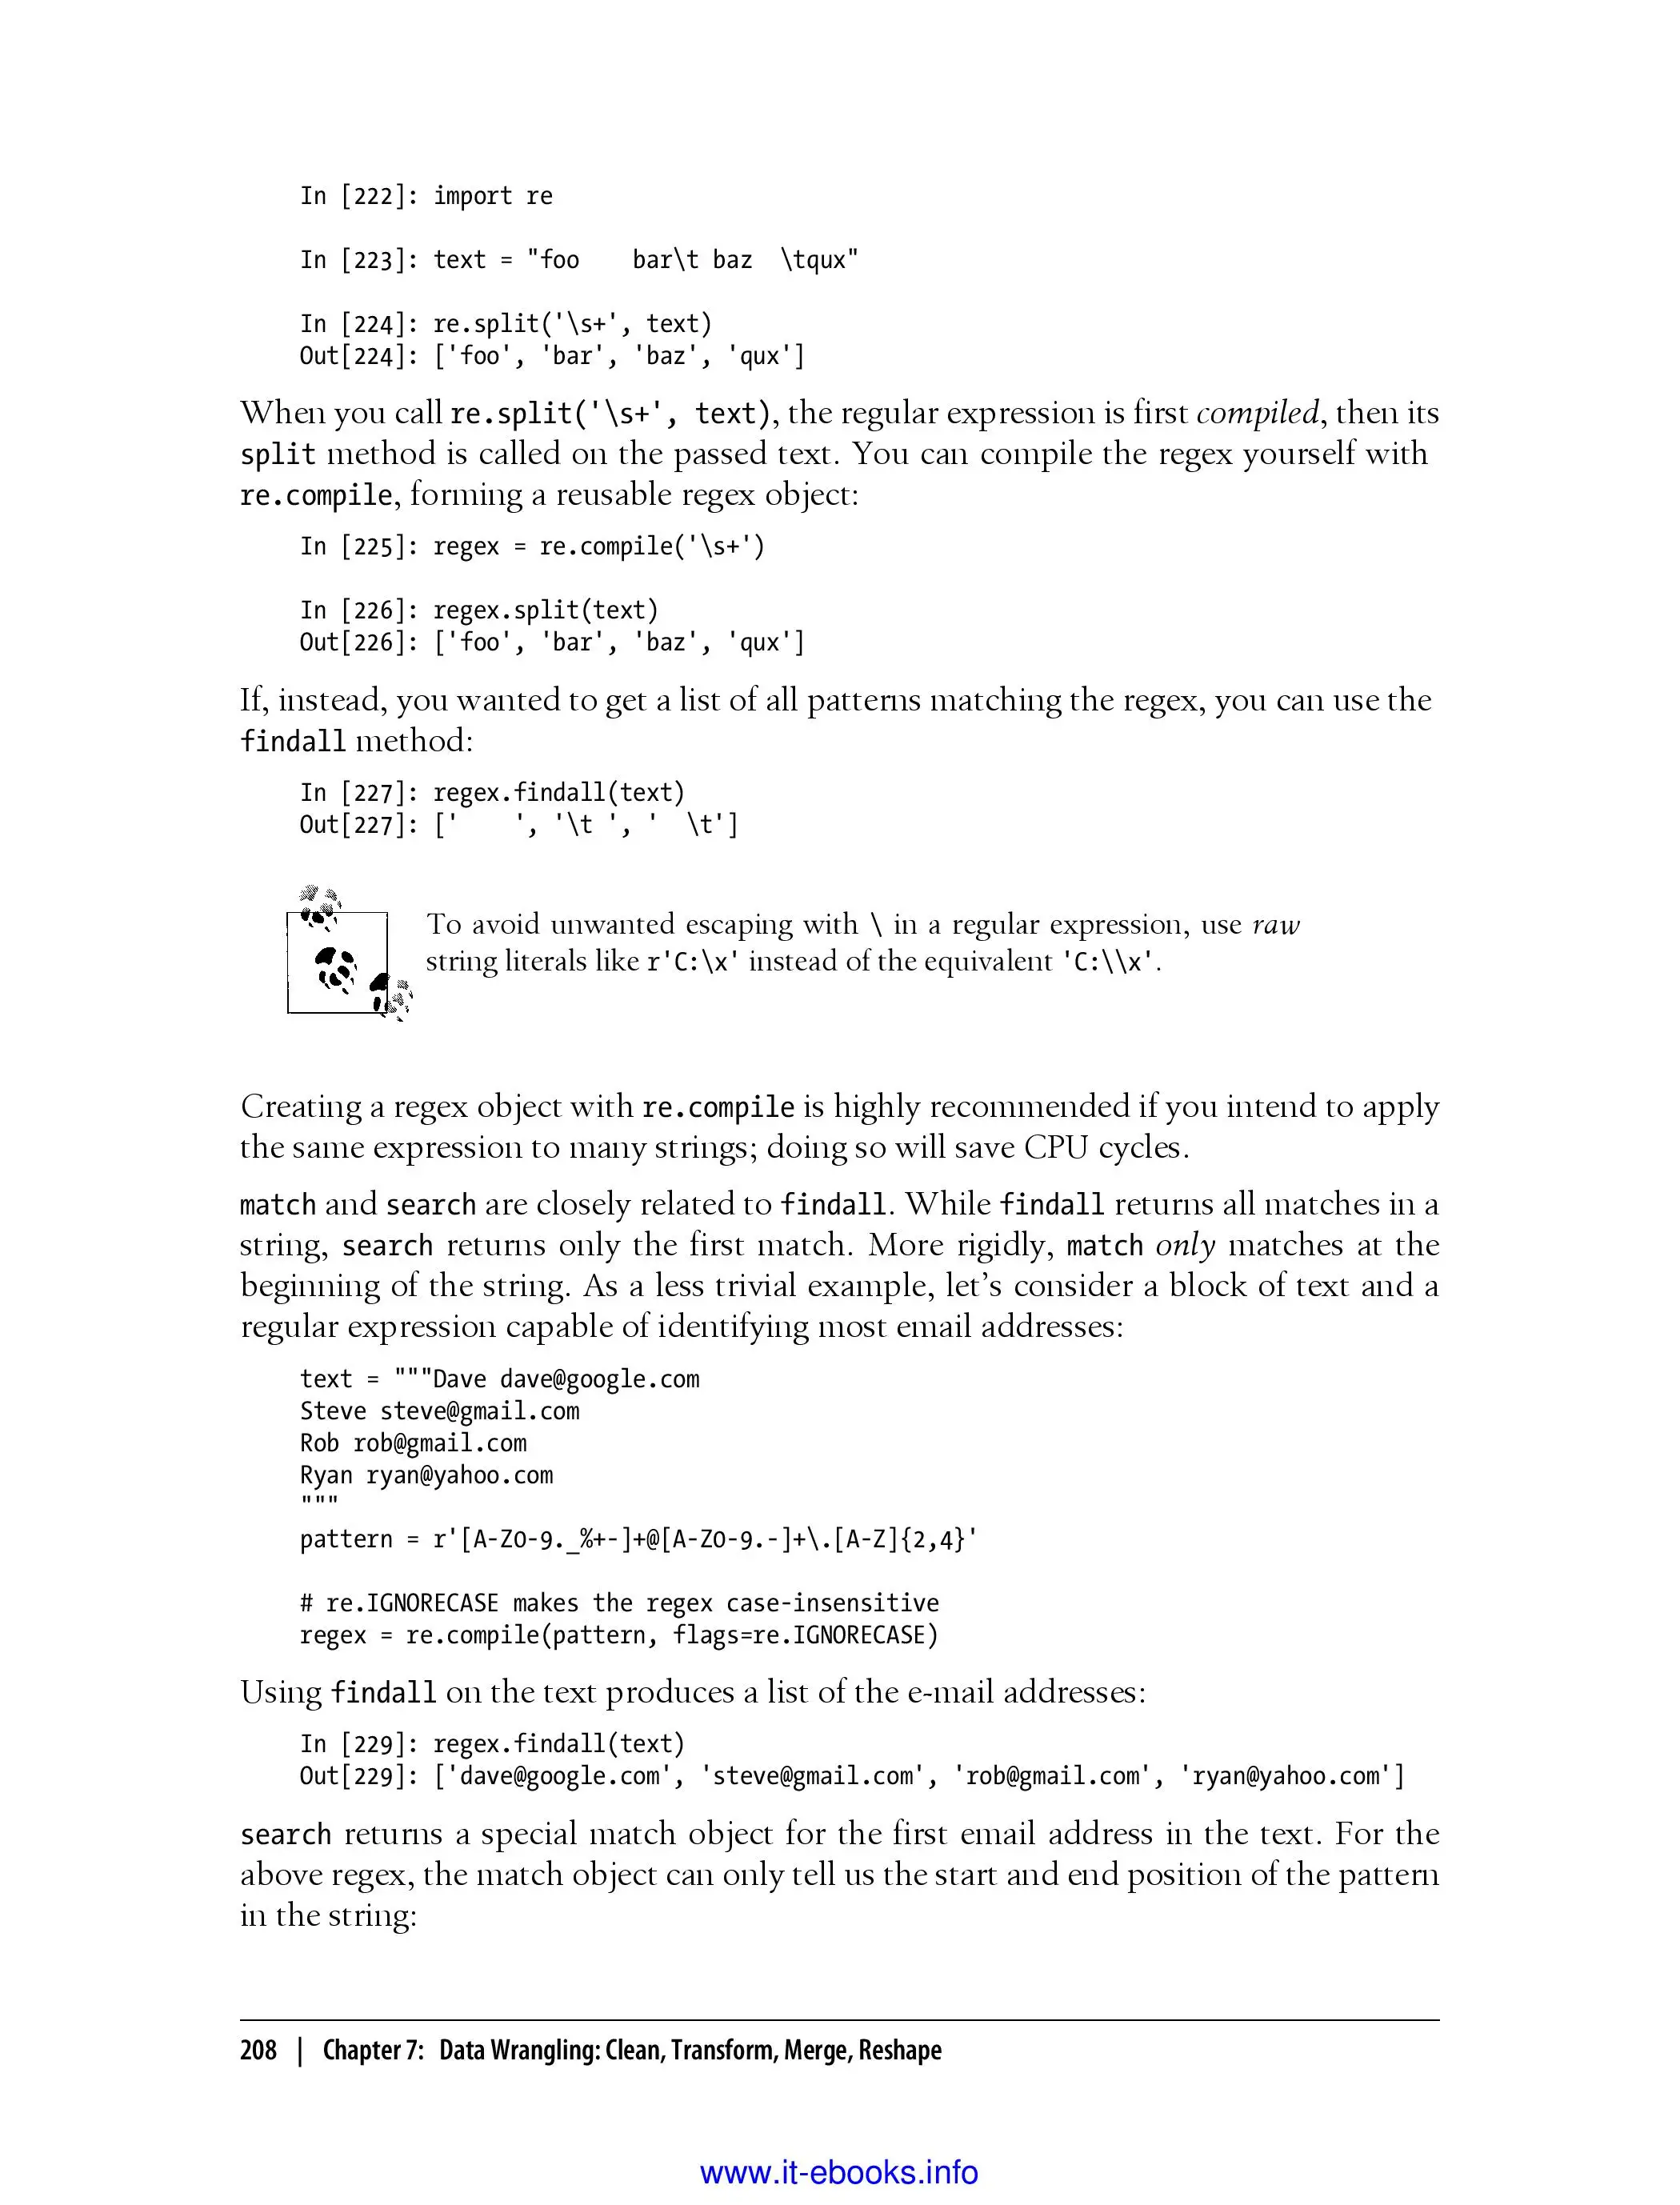 In [222]: import re
In [223]: text = "foo    bar\t baz  \tqux"
In [224]: re.split('\s+', text)
Out[224]: ['foo', 'bar', 'baz', 'qux']
When you call re.split('\s+', text), the regular expression is first compiled, then its
split method is called on the passed text. You can compile the regex yourself with
re.compile, forming a reusable regex object:
In [225]: regex = re.compile('\s+')
In [226]: regex.split(text)
Out[226]: ['foo', 'bar', 'baz', 'qux']
If, instead, you wanted to get a list of all patterns matching the regex, you can use the
findall method:
In [227]: regex.findall(text)
Out[227]: ['    ', '\t ', '  \t']
To avoid unwanted escaping with \ in a regular expression, use raw
string literals like r'C:\x' instead of the equivalent 'C:\\x'.
Creating a regex object with re.compile is highly recommended if you intend to apply
the same expression to many strings; doing so will save CPU cycles.
match and search are closely related to findall. While findall returns all matches in a
string, search returns only the first match. More rigidly, match only matches at the
beginning of the string. As a less trivial example, let’s consider a block of text and a
regular expression capable of identifying most email addresses:
text = """Dave dave@google.com
Steve steve@gmail.com
Rob rob@gmail.com
Ryan ryan@yahoo.com
"""
pattern = r'[A-Z0-9._%+-]+@[A-Z0-9.-]+\.[A-Z]{2,4}'
# re.IGNORECASE makes the regex case-insensitive
regex = re.compile(pattern, flags=re.IGNORECASE)
Using findall on the text produces a list of the e-mail addresses:
In [229]: regex.findall(text)
Out[229]: ['dave@google.com', 'steve@gmail.com', 'rob@gmail.com', 'ryan@yahoo.com']
search returns a special match object for the first email address in the text. For the
above regex, the match object can only tell us the start and end position of the pattern
in the string:
208 | Chapter 7: Data Wrangling: Clean, Transform, Merge, Reshape
www.it-ebooks.info